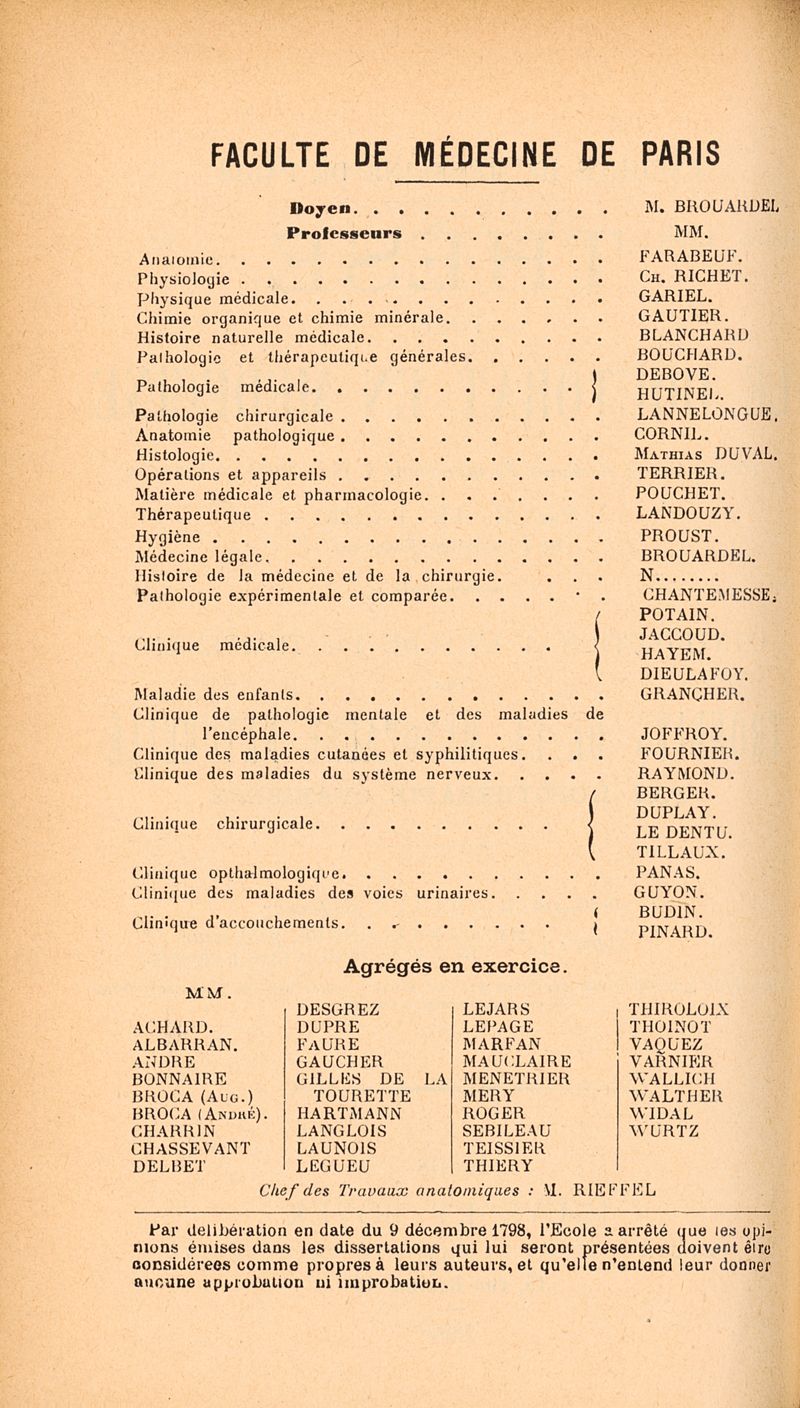 FACULTE DE MÉDECINE DE PARIS
Doyen. . . . . . . . . . . M. BROUARDEL
Professeurs . . . . . . . . MM.
Anatomie. . . . . . . . . . . . . . . . FARABEUF.
Physiologie . . . . . . . . . . . . . . . CH. RICHET.
Physique médicale. . . . . . . . . . . . . GARIEL.
Chimie organique et chimie minérale. . . . . . . GAUTIER.
Histoire naturelle médicale. . . . . . . . . . BLANCHARD
Pathologie et thérapeutique générales. . . . . . BOUCHARD.
Pathologie médicale. . . . . . . . . . . . DEBOVE.
HUTINEL.
Pathologie chirurgicale . . . . . . . . . . . LANNELONGUE.
Anatomie pathologique . . . . . . . . . . . CORNIL.
Histologie. . . . . . . . . . . . . . . . MATHIAS DUVAL.
Opérations et appareils . . . . . . . . . . . TERRIER.
Matière médicale et pharmacologie. . . . . . . . POUCHET.
Thérapeutique . . . . . . . . . . . . . . LANDOUZY.
Hygiène . . . . . . . . . . . . . . . . PROUST.
Médecine légale. . . . . . . . . . . . . . BROUARDEL.
Histoire de la médecine et de la chirurgie. . . . N........
Pathologie expérimentale et comparée. . . . . . . CHANTEMESSE.
Clinique médicale. . . . . . . . . . . POTAIN.
JACCOUD.
HAYEM.
DIEULAFOY.
Maladie des enfants. . . . . . . . . . . . . GRANCHER.
Clinique de pathologie mentale et des maladies de
l'encéphale. . . . . . . . . . . . . JOFFROY.
Clinique des maladies cutanées et syphilitiques. . . . FOURNIER.
Clinique des maladies du système nerveux. . . . . RAYMOND.
Clinique chirurgicale. . . . . . . . . . BERGER.
DUPLAY.
LE DENTU.
TILLAUX.
Clinique opthalmologique. . . . . . . . . . . PANAS.
Clinique des maladies des voies urinaires. . . . . GUYON.
Clinique d'accouchements. . . . . . . . . BUDIN.
PINARD.
Agrégés en exercice.
MM.
ACHARD.
ALBARRAN.
ANDRE
BONNAIRE
BROCA (AUG.)
BROCA (ANDRÉ).
CHARRIN
CHASSEVANT
DELBET
DESGREZ
DUPRE
FAURE
GAUCHER
GILLES DE LA
TOURETTE
HARTMANN
LANGLOIS
LAUNOIS
LEGUEU
LEJARS
LEPAGE
MARFAN
MAUCLAIRE
MENETRIER
MERY
ROGER
SEBILEAU
TEISSIER
THIERY
THIROLOIX
THOINOT
VAQUEZ
VARNIER
WALLICH
WALTHER
WIDAL
WURTZ
Chef des Travaux anatomiques : M. RIEFFEL
Par délibération en date du 9 décembre 1798, l'Ecole a arrêté que les opi-
nions émises dans les dissertations qui lui seront présentées doivent être
considérees comme propres à leurs auteurs, et qu'elle n'entend leur donner
aucune approbation ni improbation.